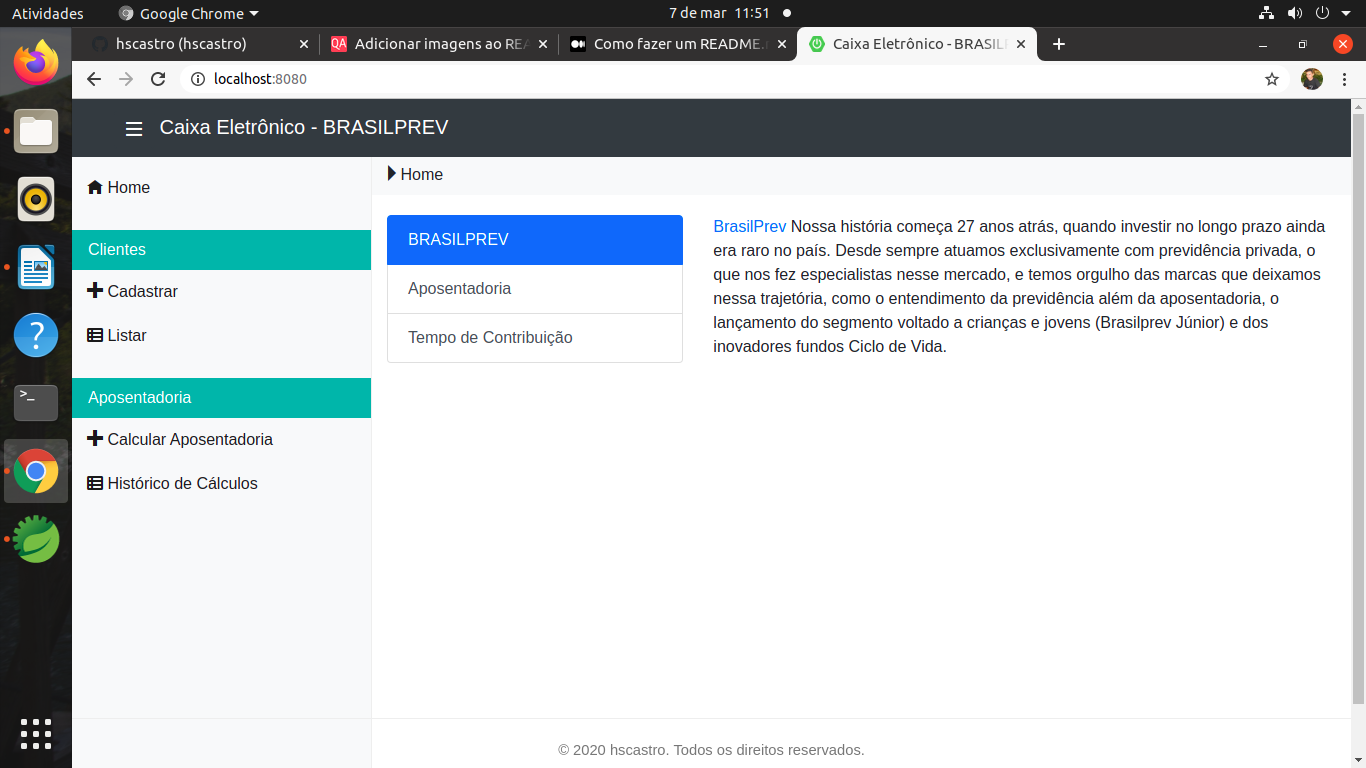 Atividades
Google Chrome
7 de mar 11:51
hscastro (hscastro)
QA Adicionar imagens ao REA
Como fazer um README.
Caixa Eletrônico - BRASIL
localhost:8080
Caixa Eletrônico - BRASILPREV
Home
Clientes
Cadastrar
Listar
Aposentadoria
Calcular Aposentadoria
Histórico de Cálculos
Home
BRASILPREV
Aposentadoria
Tempo de Contribuição
BrasilPrev Nossa história começa 27 anos atrás, quando investir no longo prazo ainda
era raro no país. Desde sempre atuamos exclusivamente com previdência privada, o
que nos fez especialistas nesse mercado, e temos orgulho das marcas que deixamos
nessa trajetória, como o entendimento da previdência além da aposentadoria, o
lançamento do segmento voltado a crianças e jovens (Brasilprev Júnior) e dos
inovadores fundos Ciclo de Vida.
© 2020 hscastro. Todos os direitos reservados.